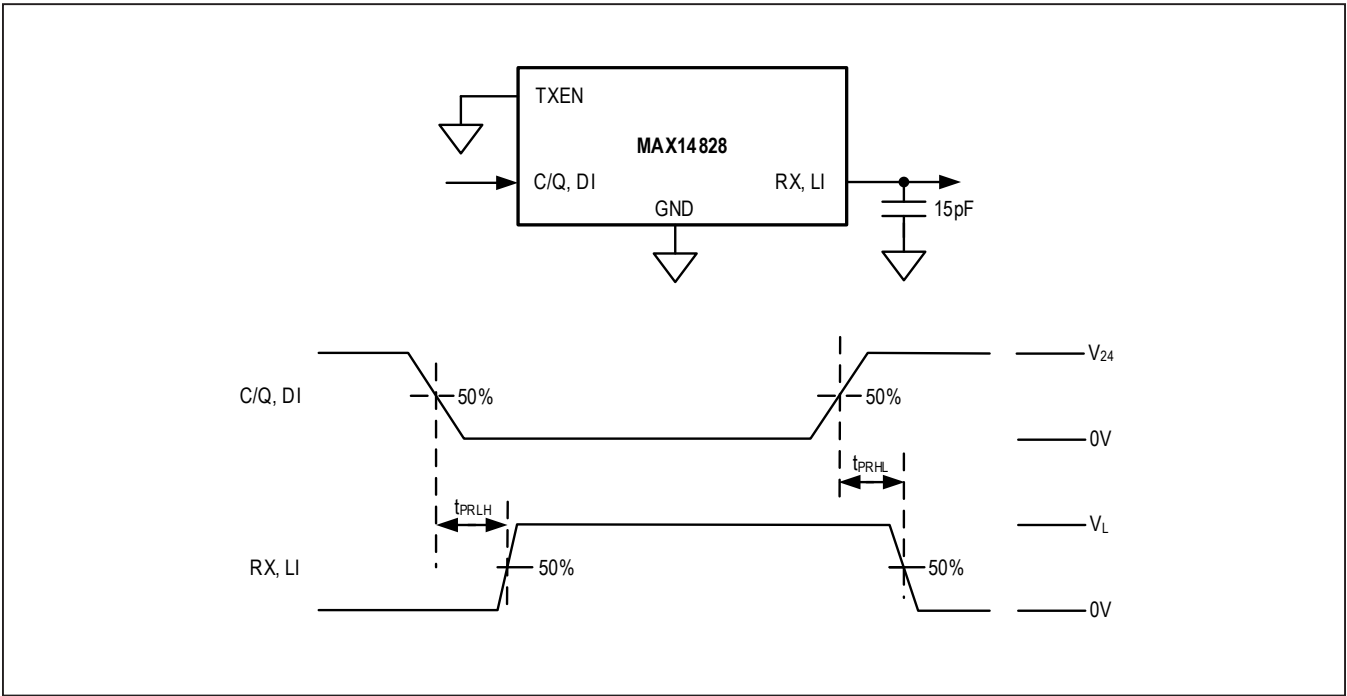 TXEN
MAX14828
C/Q, DI
RX, LI
GND
15pF
V24
C/Q, DI
50%
50%
0V
tPRHL
tPRLH
VL
RX, LI
50%
50%
0V